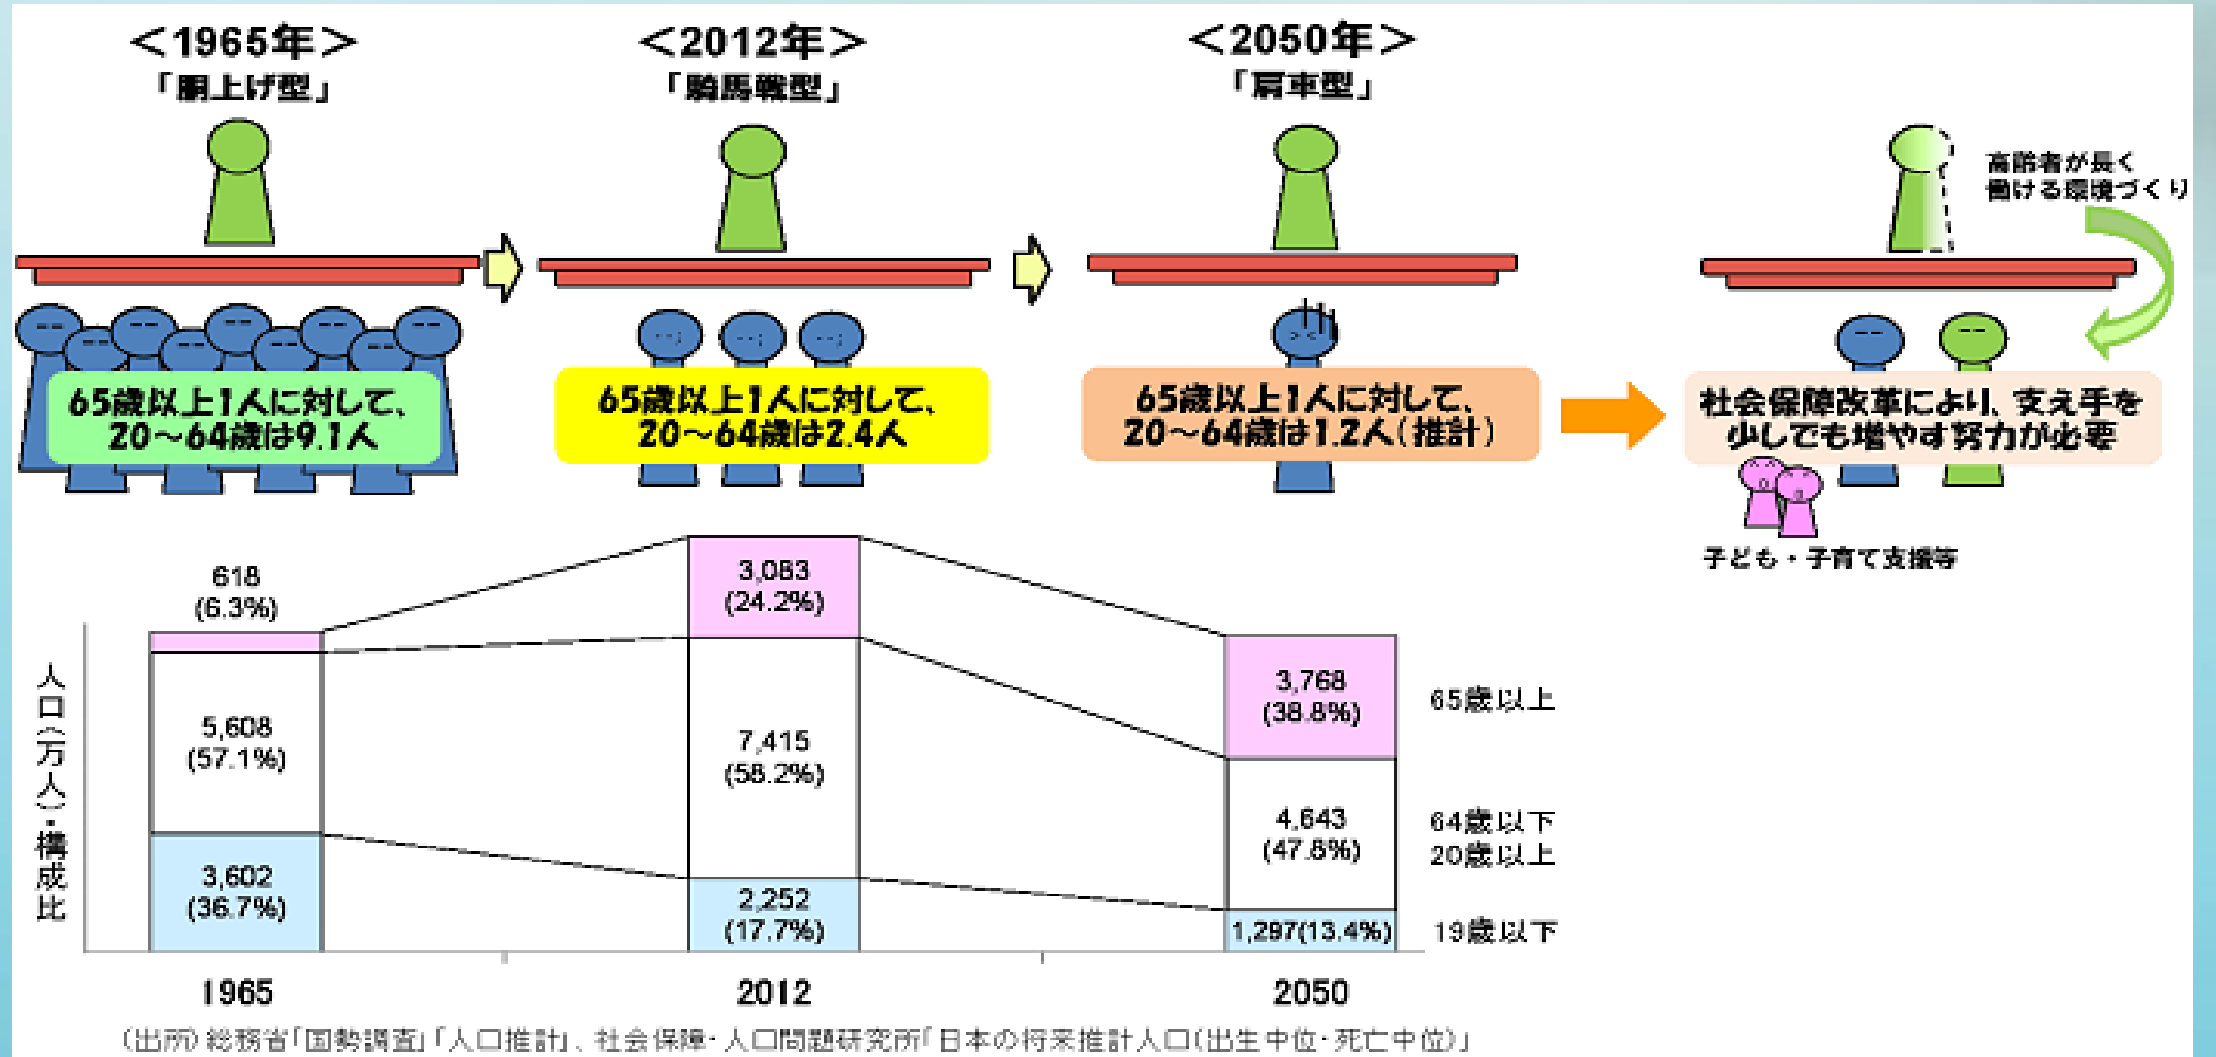 ＜1965年＞
「胴上げ型」
＜2012年＞
「騎馬戦型」
＜2050年＞
「肩車型」
高齢者が長く
働ける環境づくり
65歳以上1人に対して、
20～64歳は9.1人
65歳以上1人に対して、
20～64歳は2.4人
65歳以上1人に対して、
20～64歳は1.2人(推計)
社会保障改革により、支え手を
少しでも増やす努力が必要
子ども・子育て支援等
人口(万人)・構成比
618
(6.3%)
5,608
(57.1%)
3,602
(36.7%)
3,083
(24.2%)
7,415
(58.2%)
2,252
(17.7%)
3,768
(38.8%)
4,643
(47.8%)
1,297(13.4%)
65歳以上
64歳以下
20歳以上
19歳以下
1965
2012
2050
(出所) 総務省「国勢調査」「人口推計」、社会保障・人口問題研究所「日本の将来推計人口(出生中位・死亡中位)」